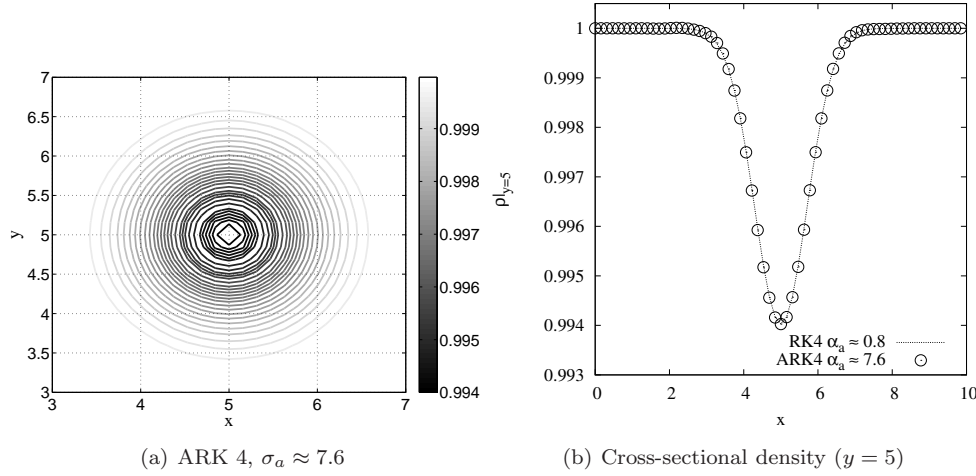 7
6.5
6
5.5
5
4.5
4
3.5
3
3 4 5 6 7
x
y
0.999
0.998
0.997
0.996
0.995
0.994
(a) ARK 4, σₐ ≈ 7.6
1
0.999
0.998
0.997
0.996
0.995
0.994
0.993
0 2 4 6 8 10
x
ρ|y=5
RK4 αₐ ≈ 0.8
ARK4 αₐ ≈ 7.6
(b) Cross-sectional density (y = 5)